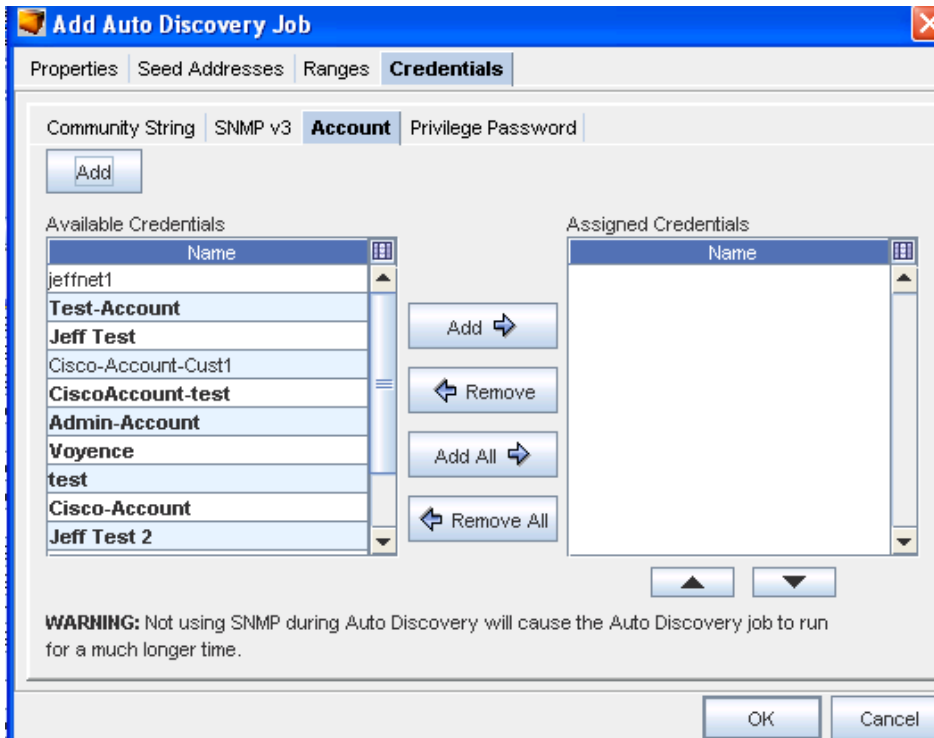 Add Auto Discovery Job
Properties Seed Addresses Ranges Credentials
Community String SNMP v3 Account Privilege Password
Add
Available Credentials
Name
jeffnet1
Test-Account
Jeff Test
Cisco-Account-Cust1
CiscoAccount-test
Admin-Account
Voyence
test
Cisco-Account
Jeff Test 2
Add
Remove
Add All
Remove All
Assigned Credentials
Name
WARNING: Not using SNMP during Auto Discovery will cause the Auto Discovery job to run
for a much longer time.
OK Cancel